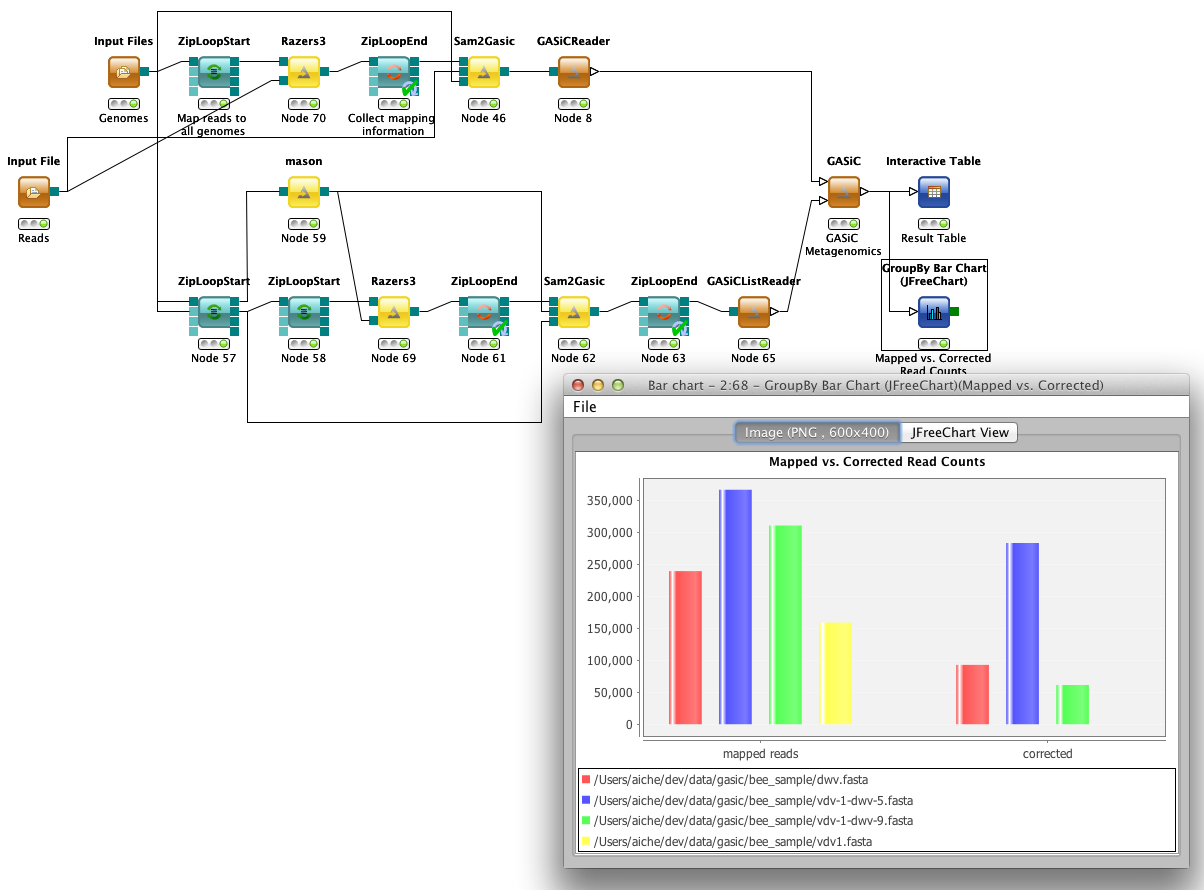 Input Files
ZipLoopStart
Razers3
ZipLoopEnd
Sam2Gasic
GASiCReader
Genomes
Map reads to
all genomes
Node 70
Collect mapping
information
Node 46
Node 8
Input File
Reads
mason
Node 59
GASiC
GASiC
Metagenomics
Interactive Table
Result Table
ZipLoopStart
ZipLoopStart
Razers3
ZipLoopEnd
Sam2Gasic
ZipLoopEnd
GASiCListReader
Node 57
Node 58
Node 69
Node 61
Node 62
Node 63
Node 65
GroupBy Bar Chart
(JFreeChart)
Mapped vs. Corrected
Read Counts
Bar chart - 2:68 - GroupBy Bar Chart (JFreeChart)(Mapped vs. Corrected)
File
Image (PNG , 600x400)
JFreeChart View
Mapped vs. Corrected Read Counts
350,000
300,000
250,000
200,000
150,000
100,000
50,000
0
mapped reads
corrected
/Users/aiche/dev/data/gasic/bee_sample/dwv.fasta
/Users/aiche/dev/data/gasic/bee_sample/vdv-1-dwv-5.fasta
/Users/aiche/dev/data/gasic/bee_sample/vdv-1-dwv-9.fasta
/Users/aiche/dev/data/gasic/bee_sample/vdv1.fasta